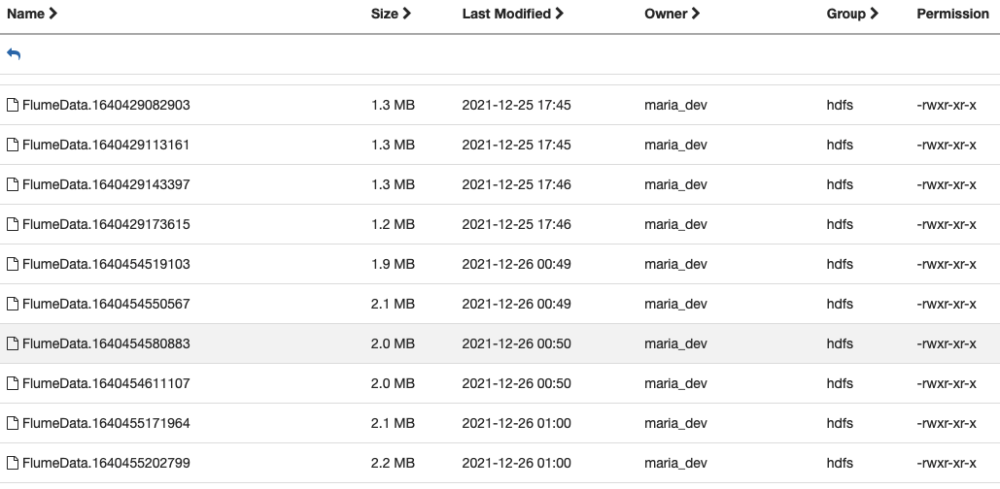 Name Size Last Modified Owner Group Permission
FlumeData.1640429082903 1.3 MB 2021-12-25 17:45 maria_dev hdfs -rwxr-xr-x
FlumeData.1640429113161 1.3 MB 2021-12-25 17:45 maria_dev hdfs -rwxr-xr-x
FlumeData.1640429143397 1.3 MB 2021-12-25 17:46 maria_dev hdfs -rwxr-xr-x
FlumeData.1640429173615 1.2 MB 2021-12-25 17:46 maria_dev hdfs -rwxr-xr-x
FlumeData.1640454519103 1.9 MB 2021-12-26 00:49 maria_dev hdfs -rwxr-xr-x
FlumeData.1640454550567 2.1 MB 2021-12-26 00:49 maria_dev hdfs -rwxr-xr-x
FlumeData.1640454580883 2.0 MB 2021-12-26 00:50 maria_dev hdfs -rwxr-xr-x
FlumeData.1640454611107 2.0 MB 2021-12-26 00:50 maria_dev hdfs -rwxr-xr-x
FlumeData.1640455171964 2.1 MB 2021-12-26 01:00 maria_dev hdfs -rwxr-xr-x
FlumeData.1640455202799 2.2 MB 2021-12-26 01:00 maria_dev hdfs -rwxr-xr-x